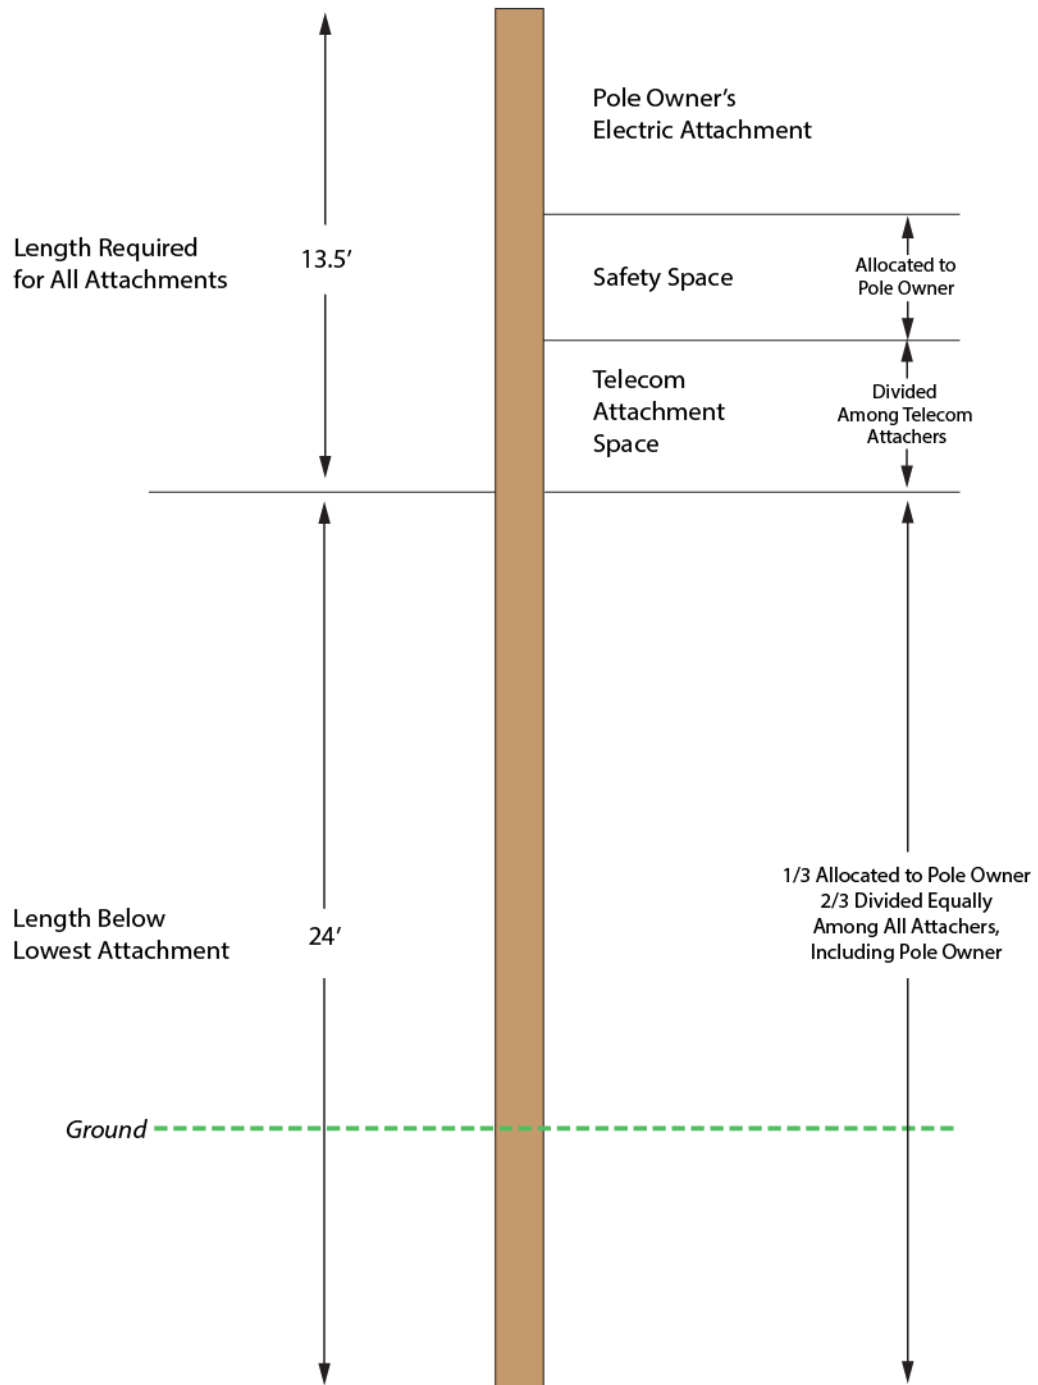 Pole Owner’s
Electric Attachment
Length Required
for All Attachments
13.5’
Safety Space
Allocated to
Pole Owner
Telecom
Attachment
Space
Divided
Among Telecom
Attachers
Length Below
Lowest Attachment
24’
1/3 Allocated to Pole Owner
2/3 Divided Equally
Among All Attachers,
Including Pole Owner
Ground